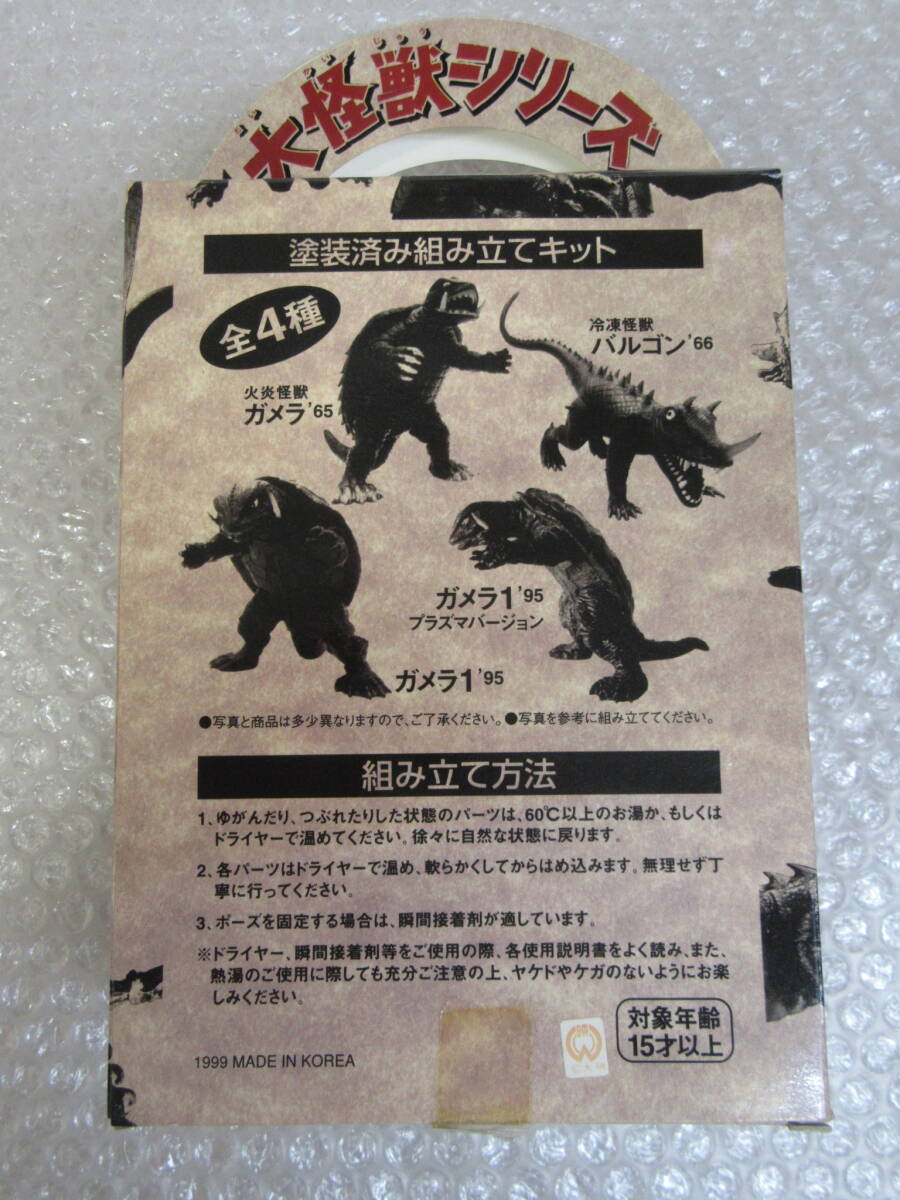 大怪獣シリーズ
塗装済み組み立てキット
全4種
火炎怪獣
ガメラ'65
冷凍怪獣
バルゴン'66
ガメラ1'95
プラズマバージョン
ガメラ1'95
●写真と商品は多少異なりますので、ご了承ください。●写真を参考に組み立ててください。
組み立て方法
1、ゆがんだり、つぶれたりした状態のパーツは、60℃以上のお湯か、もしくは
ドライヤーで温めてください。徐々に自然な状態に戻ります。
2、各パーツはドライヤーで温め、軟らかくしてからはめ込みます。無理せず丁
寧に行ってください。
3、ポーズを固定する場合は、瞬間接着剤が適しています。
※ドライヤー、瞬間接着剤等をご使用の際、各使用説明書をよく読み、また、
熱湯のご使用に際しても充分ご注意の上、ヤケドやケガのないようにお楽
しみください。
対象年齢
15才以上
1999 MADE IN KOREA